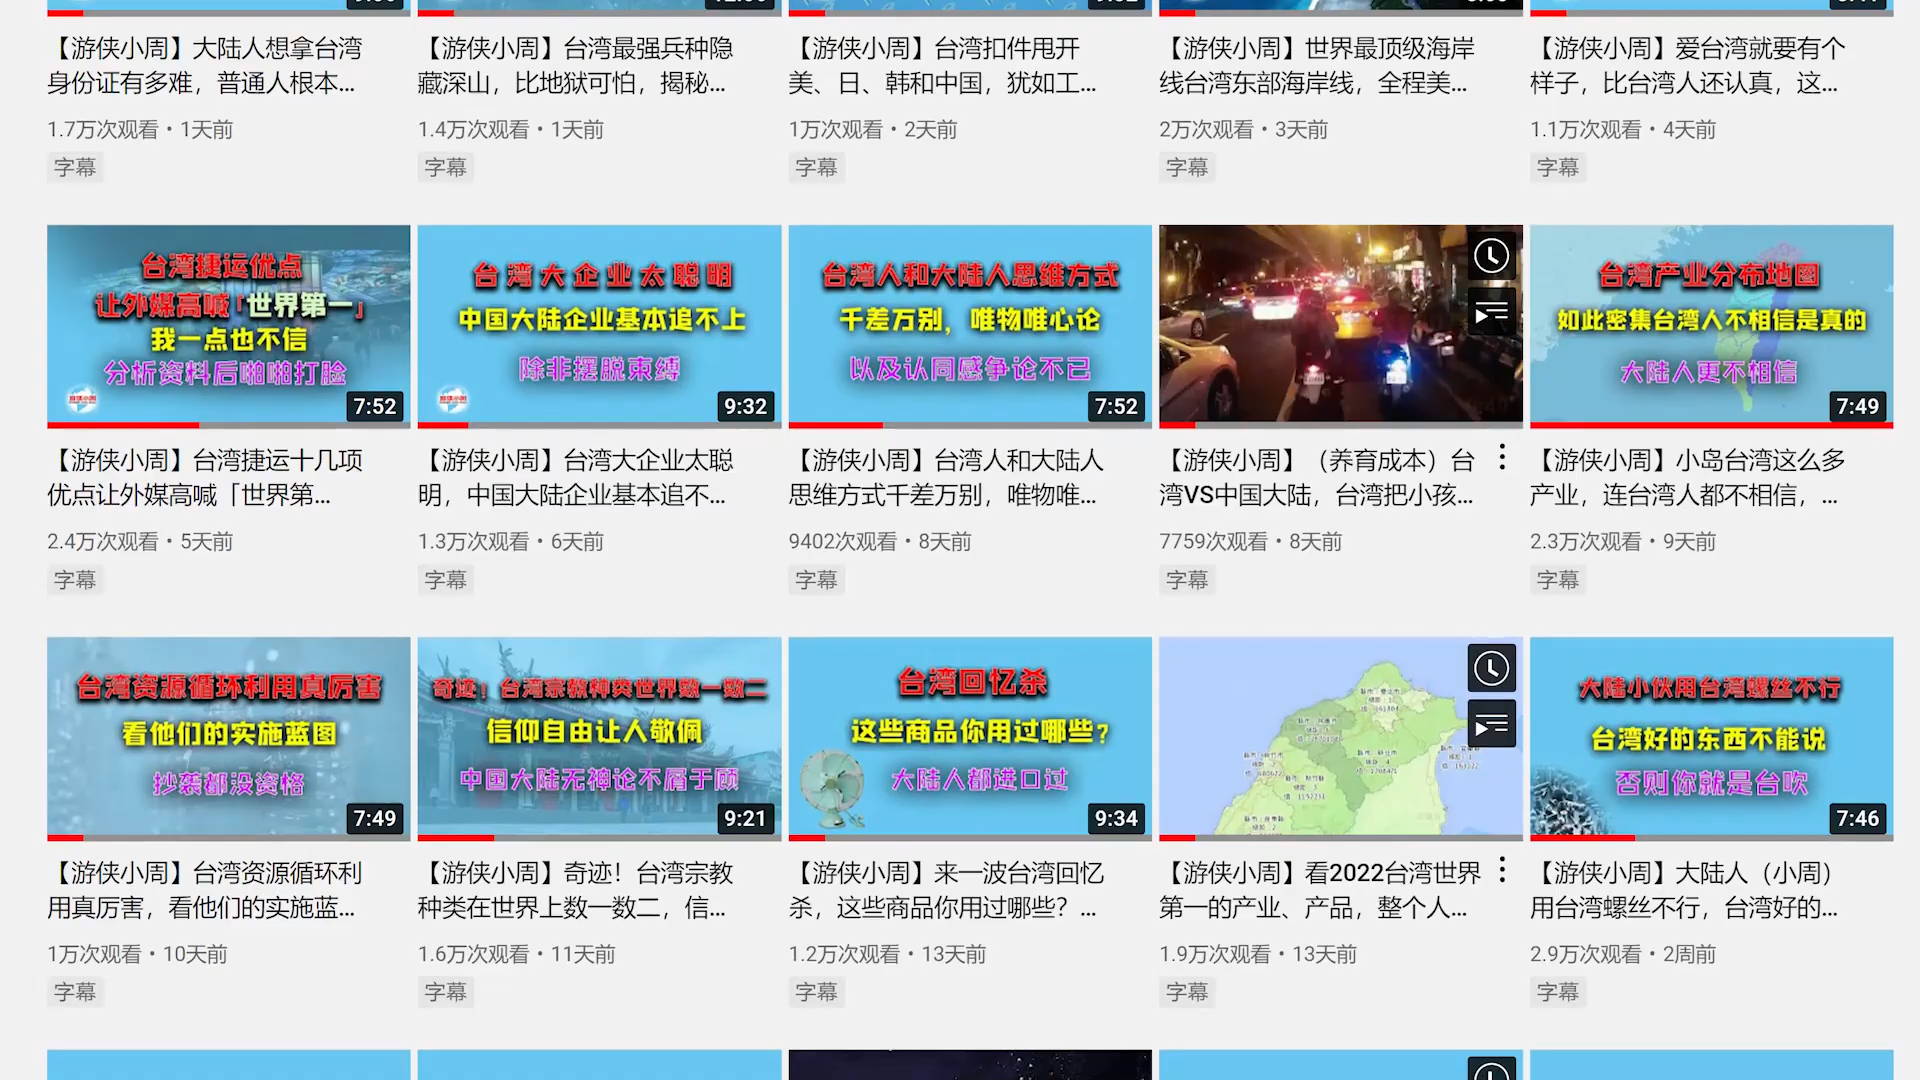 【游侠小周】大陆人想拿台湾
身份证有多难，普通人根本...
1.7万次观看・1天前
字幕
【游侠小周】台湾最强兵种隐
藏深山，比地狱可怕，揭秘...
1.4万次观看・1天前
字幕
【游侠小周】台湾扣件甩开
美、日、韩和中国，犹如工...
1万次观看・2天前
字幕
【游侠小周】世界最顶级海岸
线台湾东部海岸线，全程美...
2万次观看・3天前
字幕
【游侠小周】爱台湾就要有个
样子，比台湾人还认真，这...
1.1万次观看・4天前
字幕
台湾捷运优点
让外媒高喊「世界第一」
我一点也不信
分析资料后啪啪打脸
7:52
【游侠小周】台湾捷运十几项
优点让外媒高喊「世界第...
2.4万次观看・5天前
字幕
台湾大企业太聪明
中国大陆企业基本追不上
除非摆脱束缚
9:32
【游侠小周】台湾大企业太聪
明，中国大陆企业基本追不...
1.3万次观看・6天前
字幕
台湾人和大陆人思维方式
千差万别，唯物唯心论
以及认同感争论不已
7:52
【游侠小周】台湾人和大陆人
思维方式千差万别，唯物唯...
9402次观看・8天前
字幕
【游侠小周】（养育成本）台
湾VS中国大陆，台湾把小孩...
7759次观看・8天前
字幕
台湾产业分布地图
如此密集台湾人不相信是真的
大陆人更不相信
7:49
【游侠小周】小岛台湾这么多
产业，连台湾人都不相信，...
2.3万次观看・9天前
字幕
台湾资源循环利用真厉害
看他们的实施蓝图
抄袭都没资格
7:49
【游侠小周】台湾资源循环利
用真厉害，看他们的实施蓝...
1万次观看・10天前
字幕
奇迹！台湾宗教种类世界数一数二
信仰自由让人敬佩
中国大陆无神论不屑于顾
9:21
【游侠小周】奇迹！台湾宗教
种类在世界上数一数二，信...
1.6万次观看・11天前
字幕
台湾回忆杀
这些商品你用过哪些？
大陆人都进口过
9:34
【游侠小周】来一波台湾回忆
杀，这些商品你用过哪些？...
1.2万次观看・13天前
字幕
【游侠小周】看2022台湾世界
第一的产业、产品，整个人...
1.9万次观看・13天前
字幕
大陆小伙用台湾螺丝不行
台湾好的东西不能说
否则你就是台吹
7:46
【游侠小周】大陆人（小周）
用台湾螺丝不行，台湾好的...
2.9万次观看・2周前
字幕